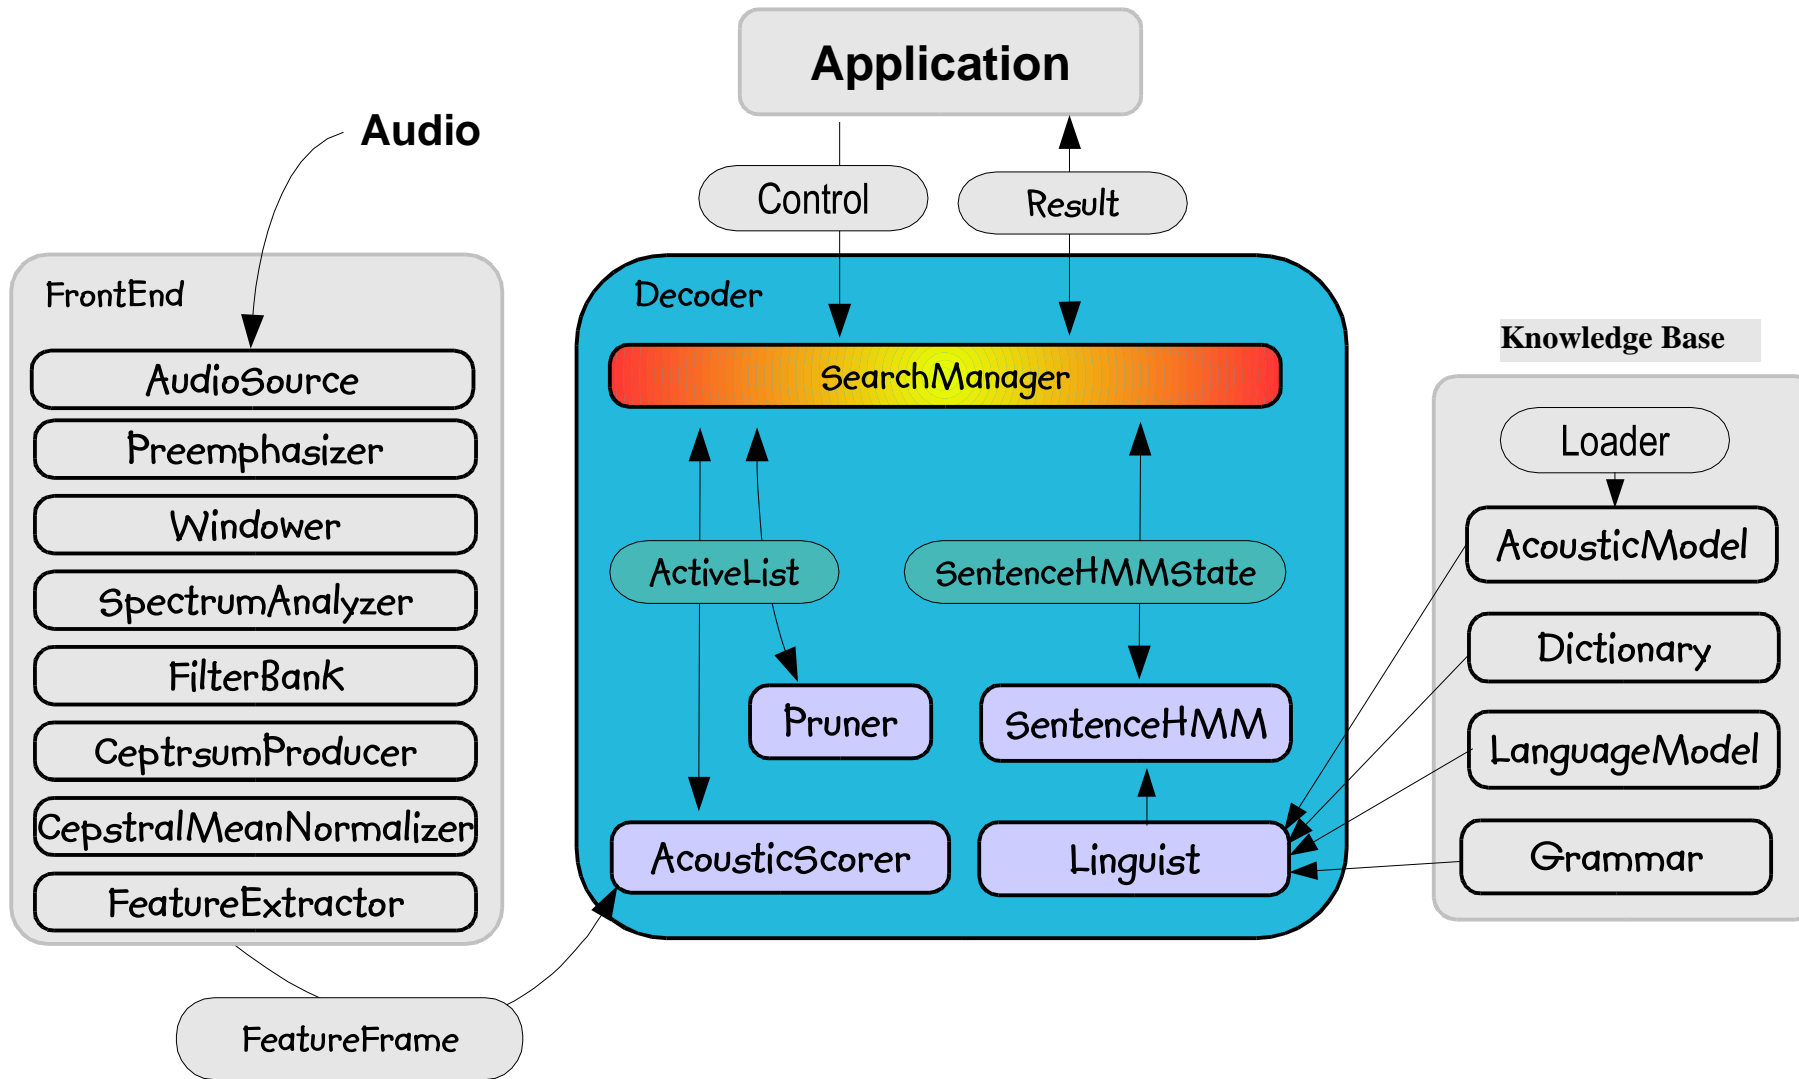 Application
Audio
Control
Result
FrontEnd
AudioSource
Preemphasizer
Windower
SpectrumAnalyzer
FilterBank
CeptrsumProducer
CepstralMeanNormalizer
FeatureExtractor
FeatureFrame
Decoder
SearchManager
ActiveList
SentenceHMMState
Pruner
SentenceHMM
AcousticScorer
Linguist
Knowledge Base
Loader
AcousticModel
Dictionary
LanguageModel
Grammar